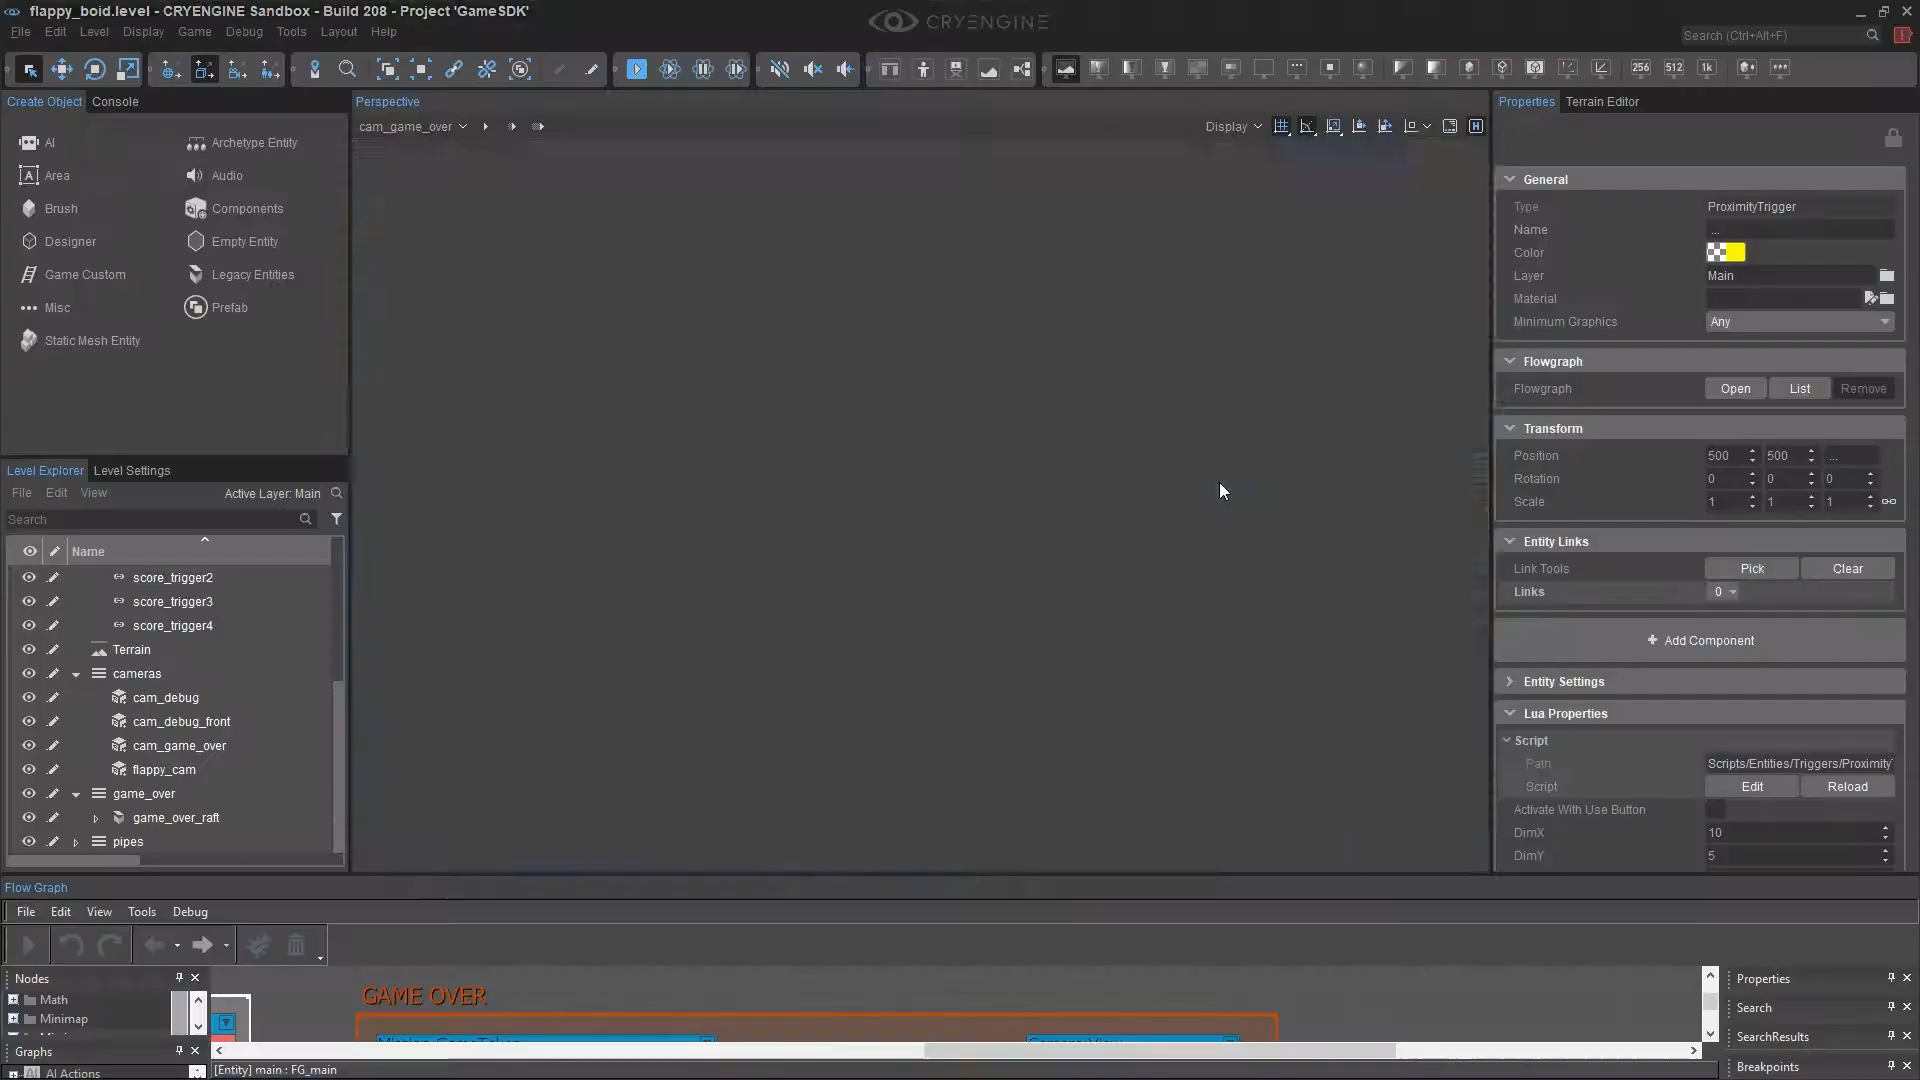 flappy_boid.level - CRYENGINE Sandbox - Build 208 - Project 'GameSDK'
CRYENGINE
File Edit Level Display Game Debug Tools Layout Help
Search (Ctrl+Alt+F)
256 512 1k
Create Object Console
Perspective
Properties Terrain Editor
cam_game_over
Display
AI
Archetype Entity
Area
Audio
Brush
Components
Designer
Empty Entity
Game Custom
Legacy Entities
Misc
Prefab
Static Mesh Entity
General
Type ProximityTrigger
Name ...
Color
Layer Main
Material
Minimum Graphics Any
Flowgraph
Flowgraph Open List Remove
Transform
Position 500 500 ...
Rotation 0 0 0
Scale 1 1 1
Entity Links
Link Tools Pick Clear
Links 0
Add Component
Entity Settings
Lua Properties
Script
Path Scripts/Entities/Triggers/Proximity
Script Edit Reload
Activate With Use Button
DimX 10
DimY 5
Level Explorer Level Settings
File Edit View Active Layer: Main
Search
Name
score_trigger2
score_trigger3
score_trigger4
Terrain
cameras
cam_debug
cam_debug_front
cam_game_over
flappy_cam
game_over
game_over_raft
pipes
Flow Graph
File Edit View Tools Debug
Nodes
Math
Minimap
Graphs
AI Actions
GAME OVER
Mission:GameToken
Camera:View
[Entity] main : FG_main
Properties
Search
SearchResults
Breakpoints